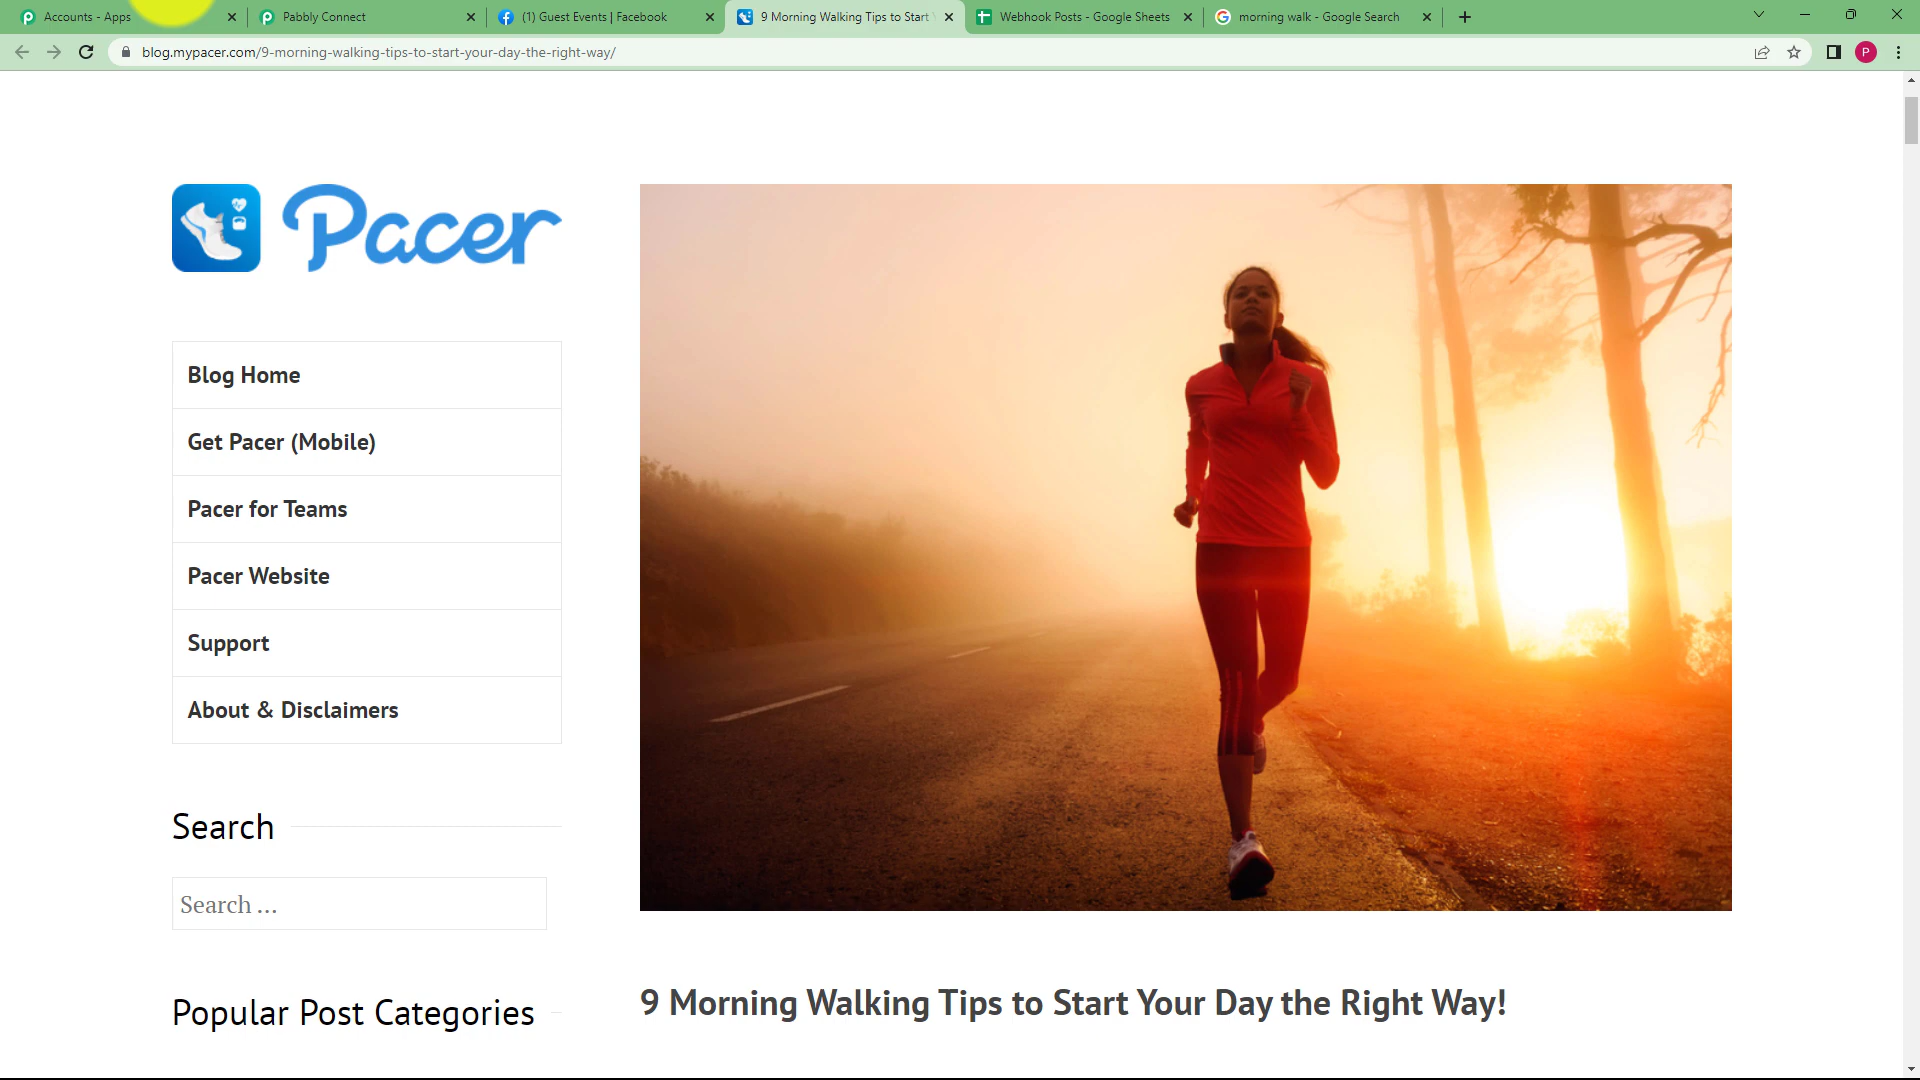 Accounts - Apps
Pabbly Connect
(1) Guest Events | Facebook
9 Morning Walking Tips to Start
Webhook Posts - Google Sheets
morning walk - Google Search
blog.mypacer.com/9-morning-walking-tips-to-start-your-day-the-right-way/
P
Pacer
Blog Home
Get Pacer (Mobile)
Pacer for Teams
Pacer Website
Support
About & Disclaimers
Search
Search ...
Popular Post Categories
9 Morning Walking Tips to Start Your Day the Right Way!